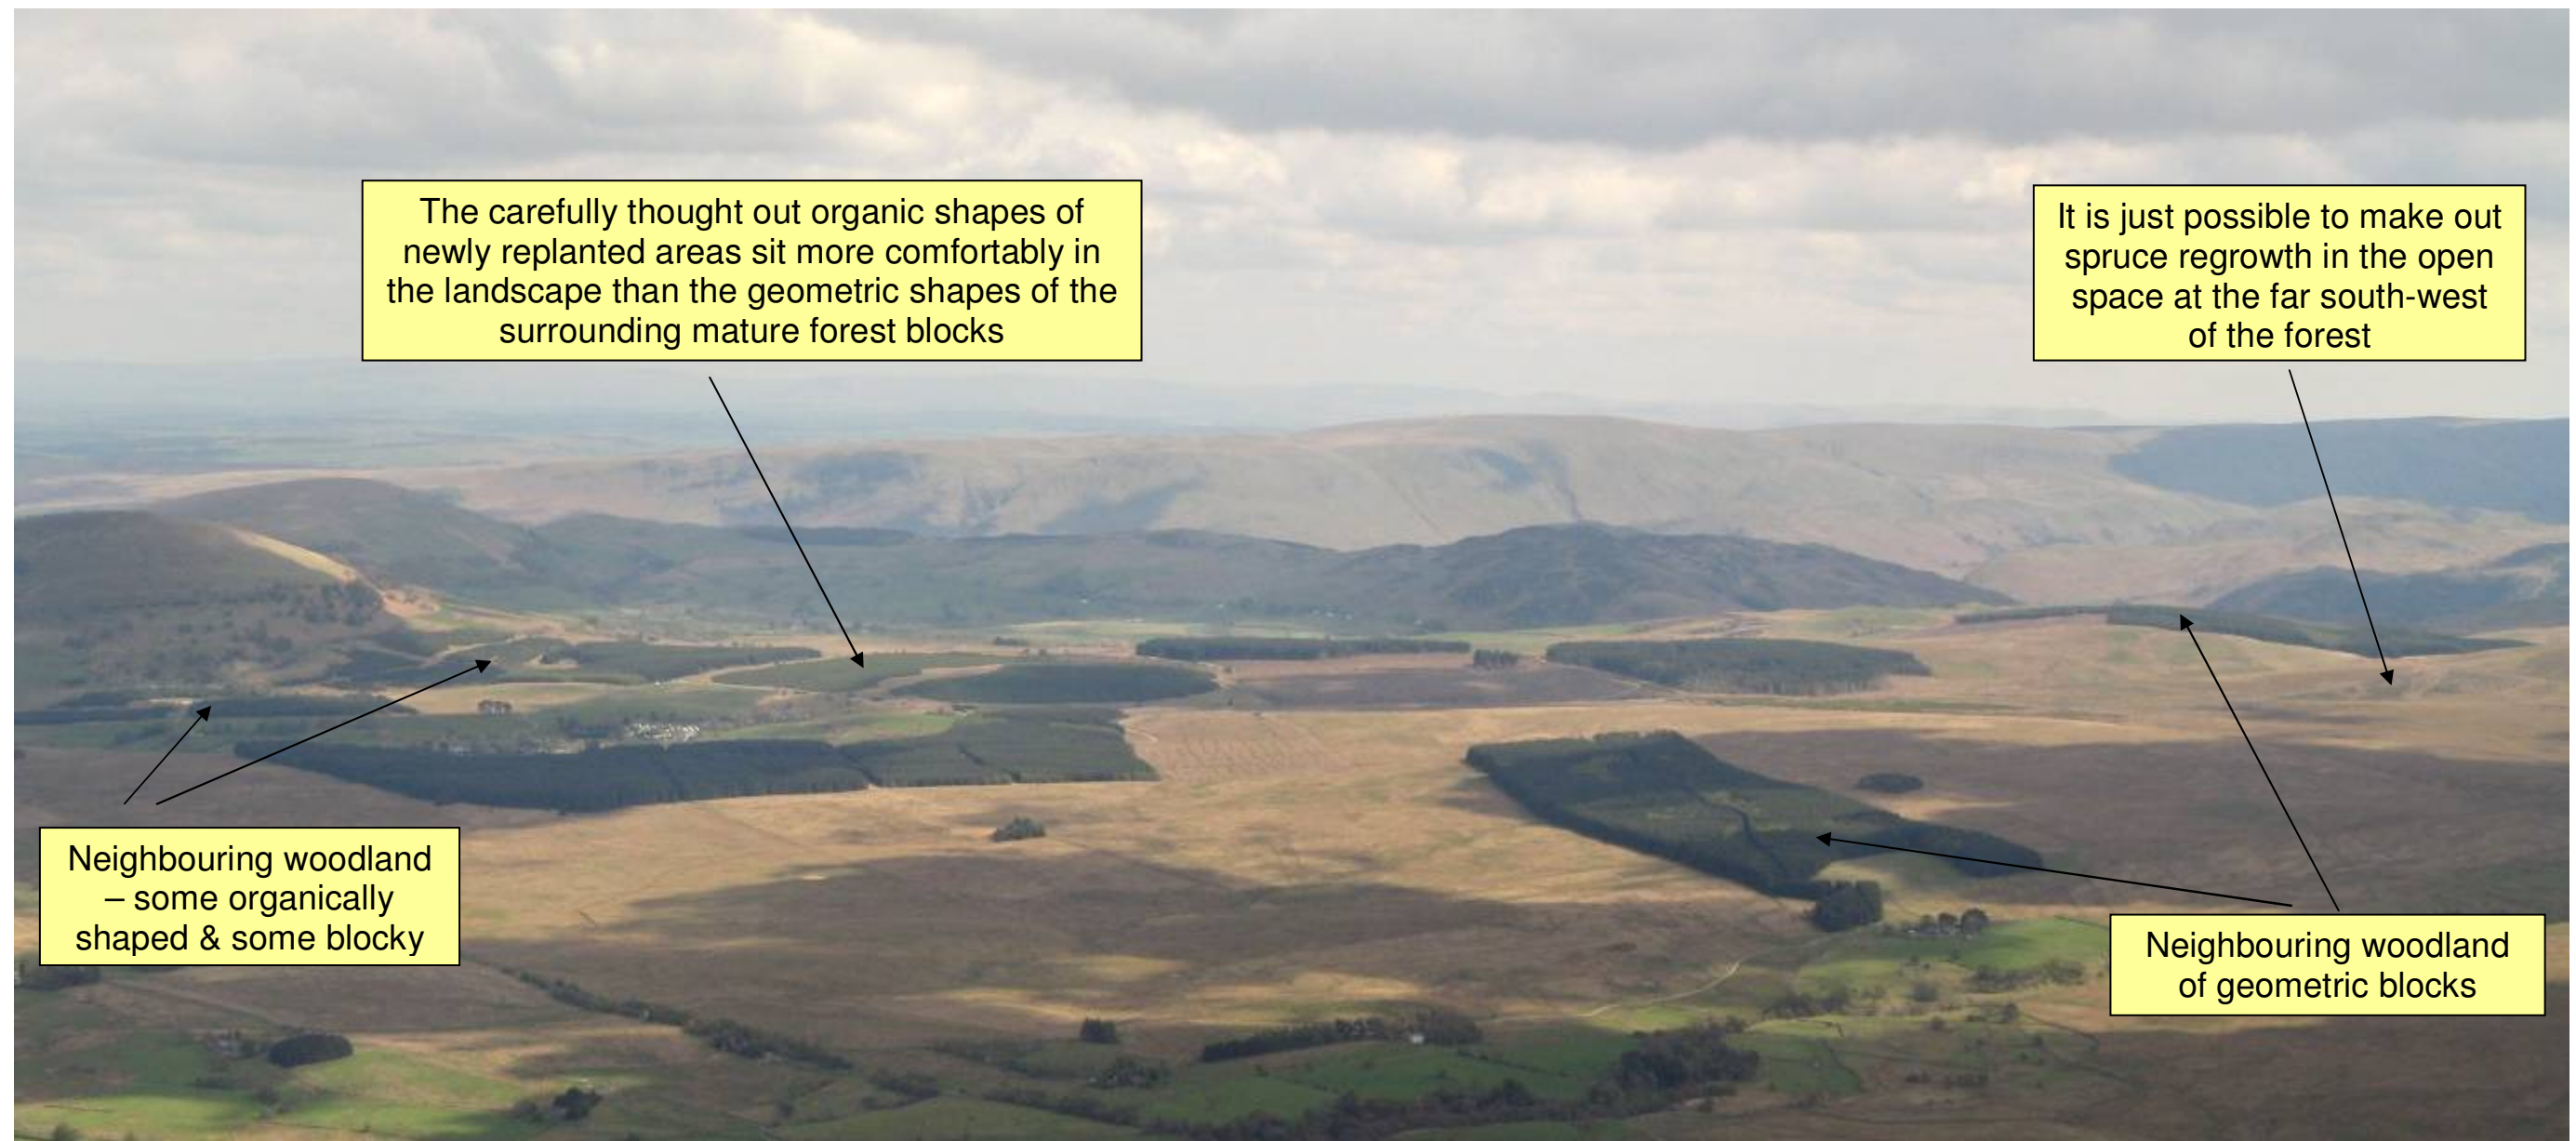 The carefully thought out organic shapes of
newly replanted areas sit more comfortably in
the landscape than the geometric shapes of the
surrounding mature forest blocks
It is just possible to make out
spruce regrowth in the open
space at the far south-west
of the forest
Neighbouring woodland
– some organically
shaped & some blocky
Neighbouring woodland
of geometric blocks